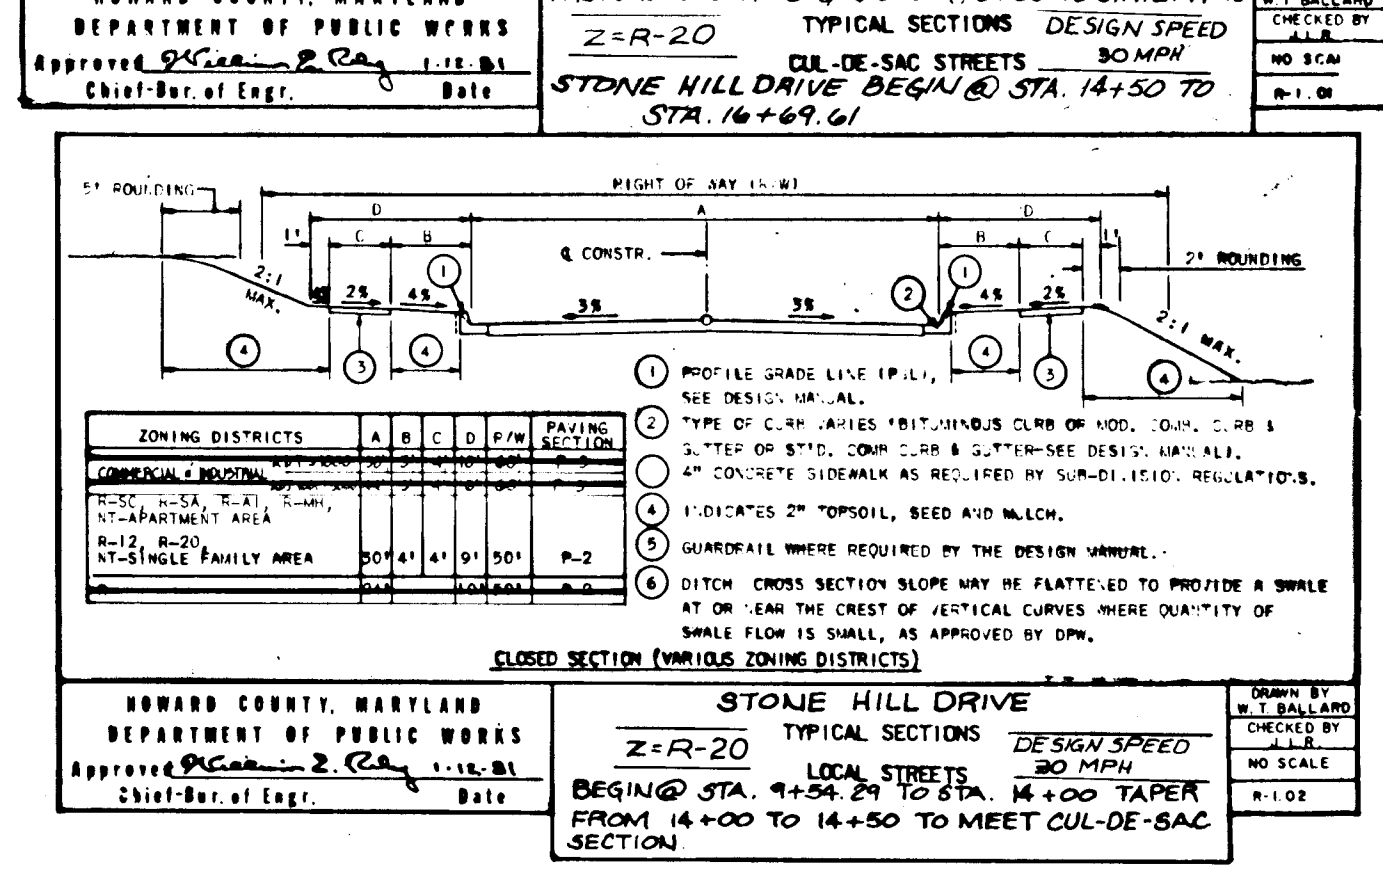 HOWARD COUNTY, MARYLAND
DEPARTMENT OF PUBLIC WORKS
Approved 1-12-81
Chief-Bur. of Engr. Date
Z=R-20
TYPICAL SECTIONS
CUL-DE-SAC STREETS
DESIGN SPEED
30 MPH
STONE HILL DRIVE BEGIN @ STA. 14+50 TO
STA. 16+69.61
W.T. BALLARD
CHECKED BY
J.L.R.
NO SCAL
R-1.01
5' ROUNDING
RIGHT OF WAY (R/W)
D A D
1' C B B C 1'
℄ CONSTR.
2' ROUNDING
1 1
2:1
MAX.
2% 4% 3% 3% 2 4% 2%
2:1 MAX.
4 3 4 4 3 4
1 PROFILE GRADE LINE (PGL),
SEE DESIGN MANUAL.
2 TYPE OF CURB VARIES (BITUMINOUS CURB OR MOD. COMB. CURB &
GUTTER OR ST'D. COMB CURB & GUTTER-SEE DESIGN MANUAL).
4" CONCRETE SIDEWALK AS REQUIRED BY SUB-DIVISION REGULATIONS.
4 INDICATES 2" TOPSOIL, SEED AND MULCH.
5 GUARDRAIL WHERE REQUIRED BY THE DESIGN MANUAL.
6 DITCH CROSS SECTION SLOPE MAY BE FLATTENED TO PROVIDE A SWALE
AT OR NEAR THE CREST OF VERTICAL CURVES WHERE QUANTITY OF
SWALE FLOW IS SMALL, AS APPROVED BY DPW.
ZONING DISTRICTS A B C D R/W PAVING SECTION
COMMERCIAL & INDUSTRIAL
R-SC, R-SA, R-A1, R-MH,
NT-APARTMENT AREA
R-12, R-20,
NT-SINGLE FAMILY AREA 30' 4' 4' 9' 50' P-2
CLOSED SECTION (VARIOUS ZONING DISTRICTS)
HOWARD COUNTY, MARYLAND
DEPARTMENT OF PUBLIC WORKS
Approved 1-12-81
Chief-Bur. of Engr. Date
STONE HILL DRIVE
Z=R-20
TYPICAL SECTIONS
LOCAL STREETS
DESIGN SPEED
30 MPH
BEGIN @ STA. 9+54.29 TO STA. 14+00 TAPER
FROM 14+00 TO 14+50 TO MEET CUL-DE-SAC
SECTION.
DRAWN BY
W.T. BALLARD
CHECKED BY
J.L.R.
NO SCALE
R-1.02